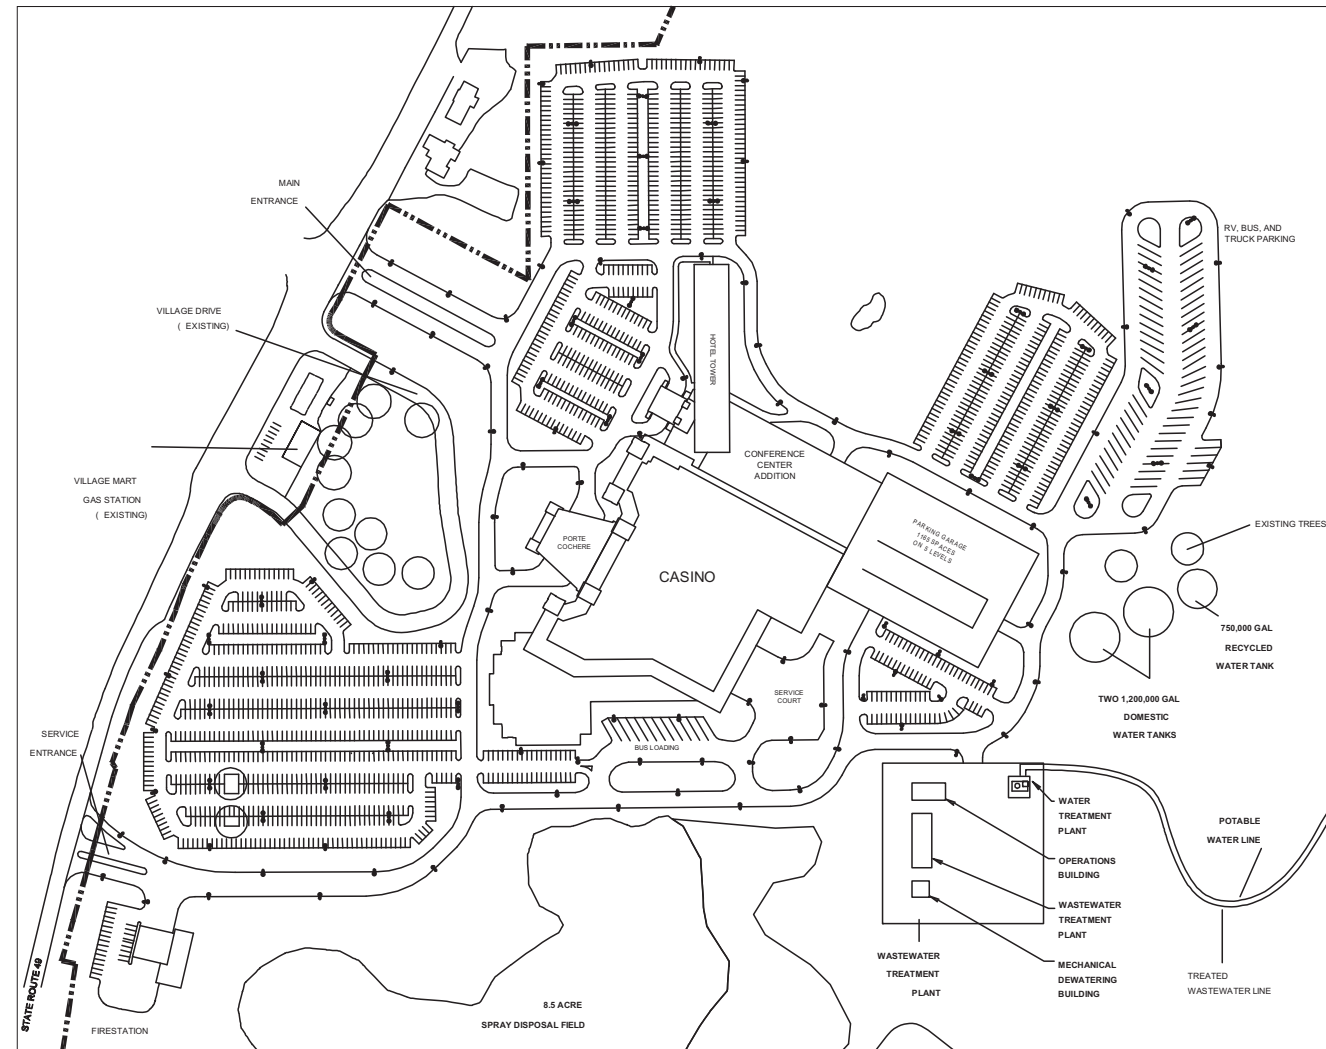 MAIN
ENTRANCE
RV, BUS, AND
TRUCK PARKING
VILLAGE DRIVE
( EXISTING)
HOTEL TOWER
CONFERENCE
CENTER
ADDITION
VILLAGE MART
GAS STATION
( EXISTING)
PARKING GARAGE
1165 SPACES
ON 5 LEVELS
EXISTING TREES
PORTE
COCHERE
CASINO
750,000 GAL
RECYCLED
WATER TANK
SERVICE
COURT
TWO 1,200,000 GAL
DOMESTIC
WATER TANKS
SERVICE
ENTRANCE
BUS LOADING
WATER
TREATMENT
PLANT
POTABLE
WATER LINE
OPERATIONS
BUILDING
WASTEWATER
TREATMENT
PLANT
WASTEWATER
TREATMENT
PLANT
MECHANICAL
DEWATERING
BUILDING
TREATED
WASTEWATER LINE
STATE ROUTE 49
FIRESTATION
8.5 ACRE
SPRAY DISPOSAL FIELD